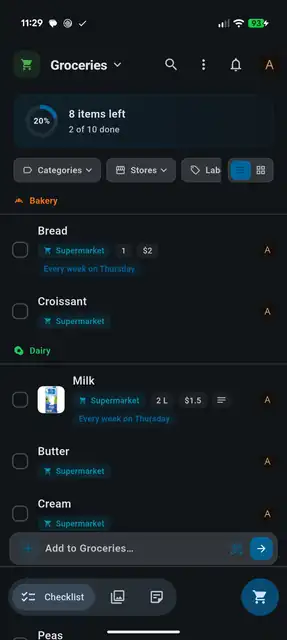 11:29
93
Groceries
A
20%
8 items left
2 of 10 done
Categories
Stores
Lab
Bakery
Bread
Supermarket
1
$2
Every week on Thursday
A
Croissant
Supermarket
A
Dairy
Milk
Supermarket
2 L
$1.5
Every week on Thursday
A
Butter
Supermarket
A
Cream
Supermarket
A
Add to Groceries...
Checklist
Peas